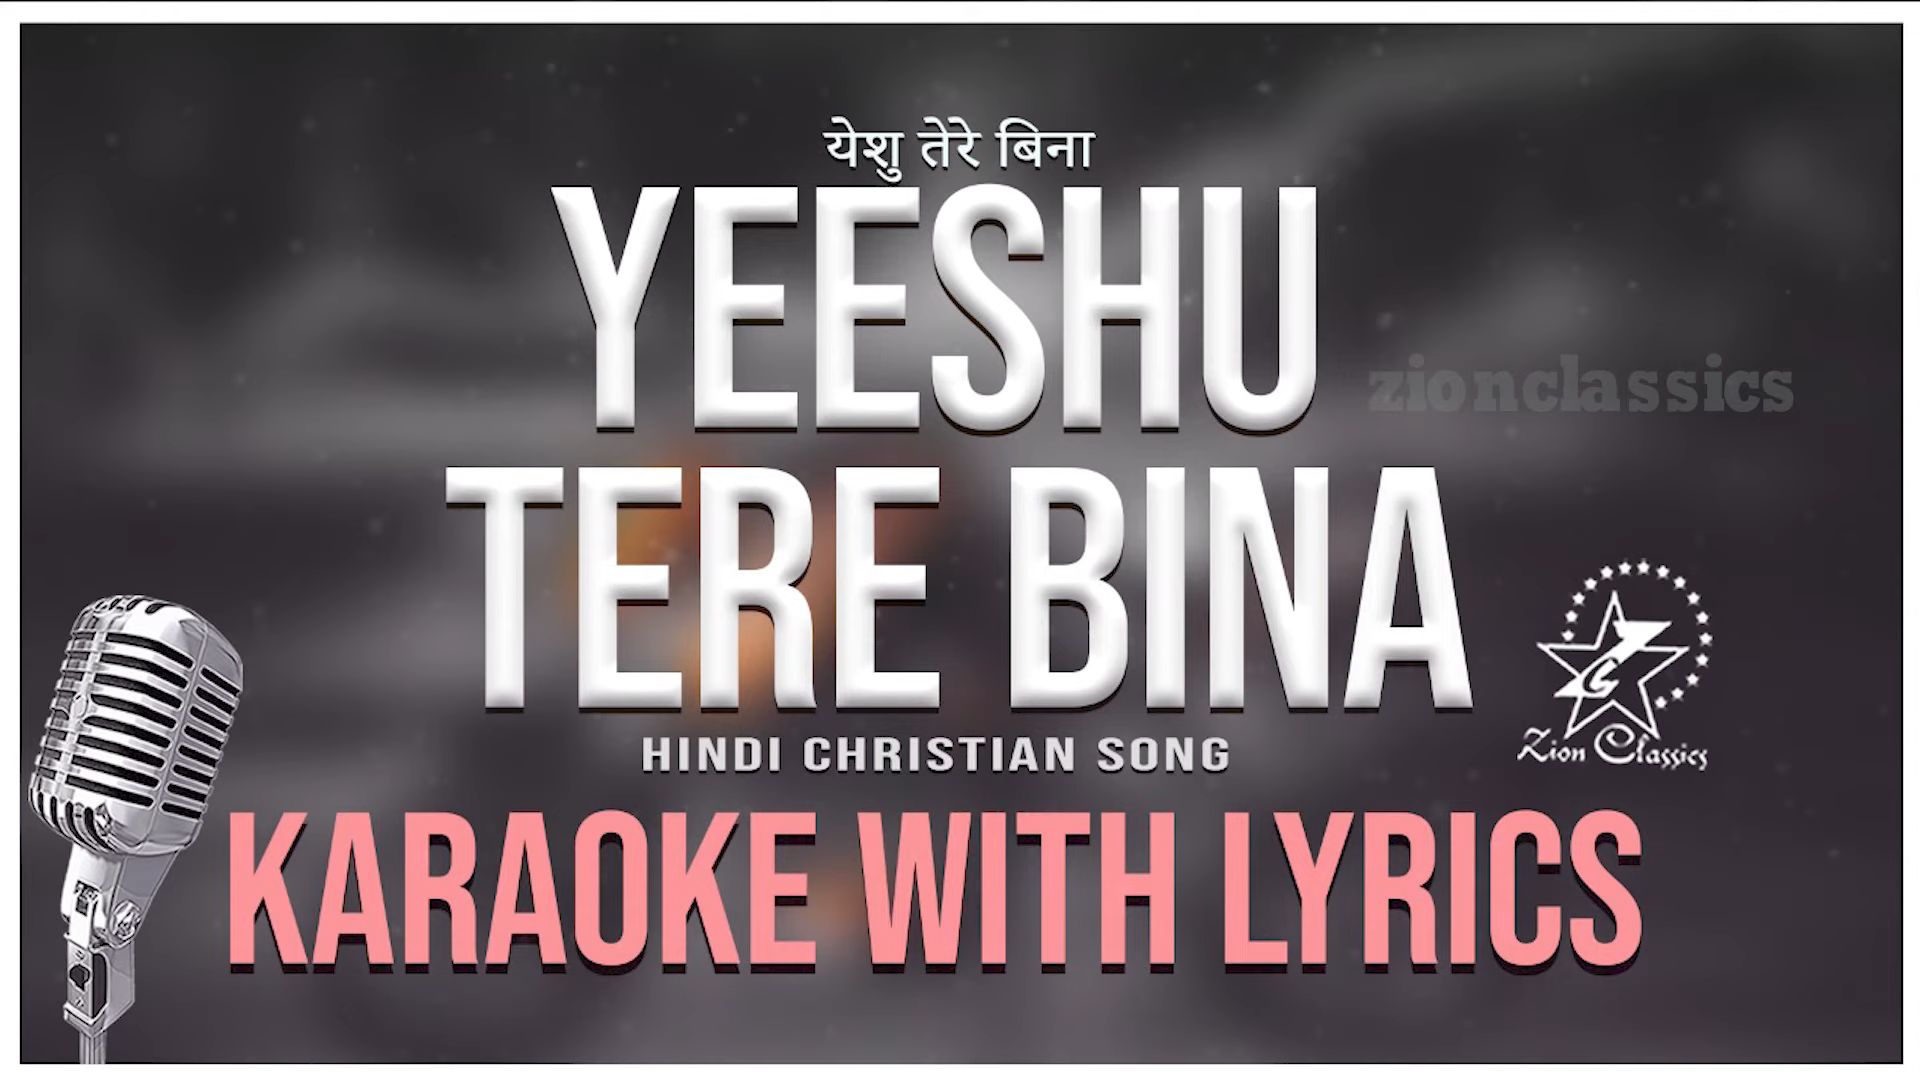 येशु तेरे बिना
YEESHU
zionclassics
TERE BINA
Zion Classics
HINDI CHRISTIAN SONG
KARAOKE WITH LYRICS